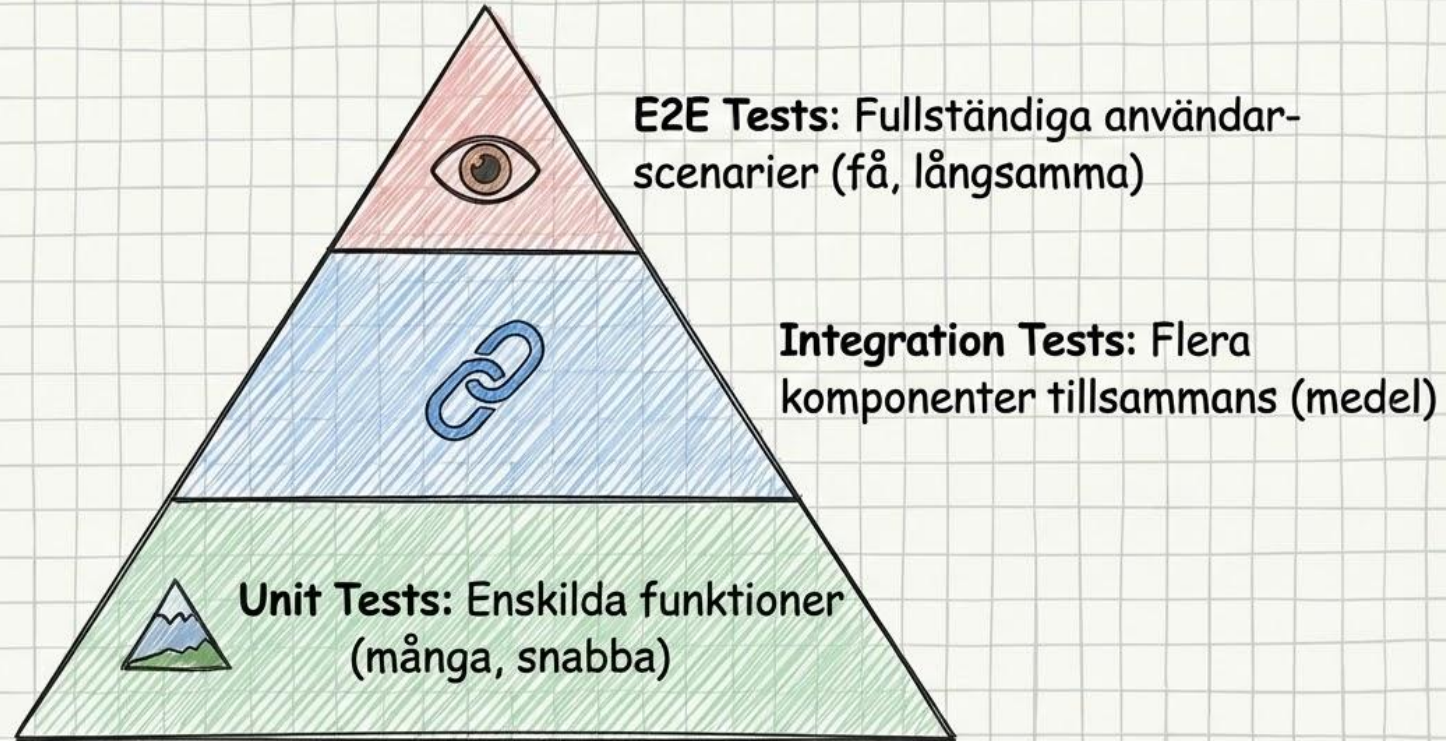 E2E Tests: Fullständiga användar-
scenarier (få, långsamma)
Integration Tests: Flera
komponenter tillsammans (medel)
Unit Tests: Enskilda funktioner
(många, snabba)